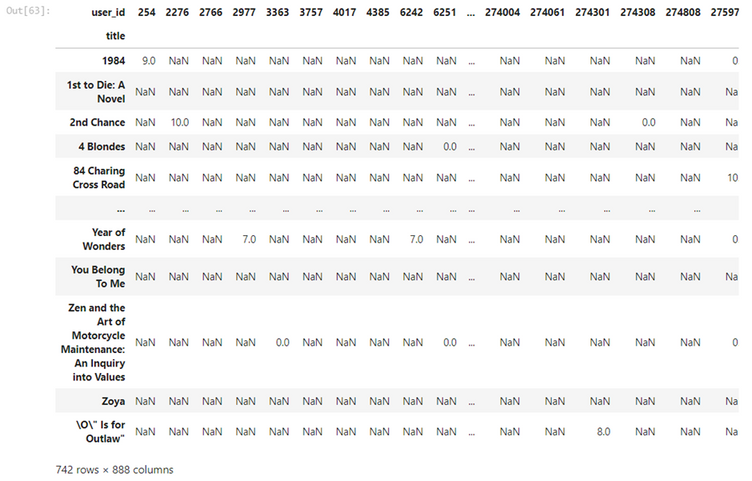 Out[63]:
user_id 254 2276 2766 2977 3363 3757 4017 4385 6242 6251 ... 274004 274061 274301 274308 274808 27597
title
1984 9.0 NaN NaN NaN NaN NaN NaN NaN NaN NaN ... NaN NaN NaN NaN NaN 0.
1st to Die: A
Novel
NaN NaN NaN NaN NaN NaN NaN NaN NaN NaN ... NaN NaN NaN NaN NaN Na
2nd Chance NaN 10.0 NaN NaN NaN NaN NaN NaN NaN NaN ... NaN NaN NaN 0.0 NaN Na
4 Blondes NaN NaN NaN NaN NaN NaN NaN NaN NaN 0.0 ... NaN NaN NaN NaN NaN Na
84 Charing
Cross Road
NaN NaN NaN NaN NaN NaN NaN NaN NaN NaN ... NaN NaN NaN NaN NaN 10
... ... ... ... ... ... ... ... ... ... ... ... ... ... ... ... ...
Year of
Wonders
NaN NaN NaN 7.0 NaN NaN NaN NaN 7.0 NaN ... NaN NaN NaN NaN NaN 0.
You Belong
To Me
NaN NaN NaN NaN NaN NaN NaN NaN NaN NaN ... NaN NaN NaN NaN NaN Na
Zen and the
Art of
Motorcycle
Maintenance:
An Inquiry
into Values
NaN NaN NaN NaN 0.0 NaN NaN NaN NaN 0.0 ... NaN NaN NaN NaN NaN 0.
Zoya NaN NaN NaN NaN NaN NaN NaN NaN NaN NaN ... NaN NaN NaN NaN NaN Na
\O\" Is for
Outlaw"
NaN NaN NaN NaN NaN NaN NaN NaN NaN NaN ... NaN NaN 8.0 NaN NaN Na
742 rows × 888 columns